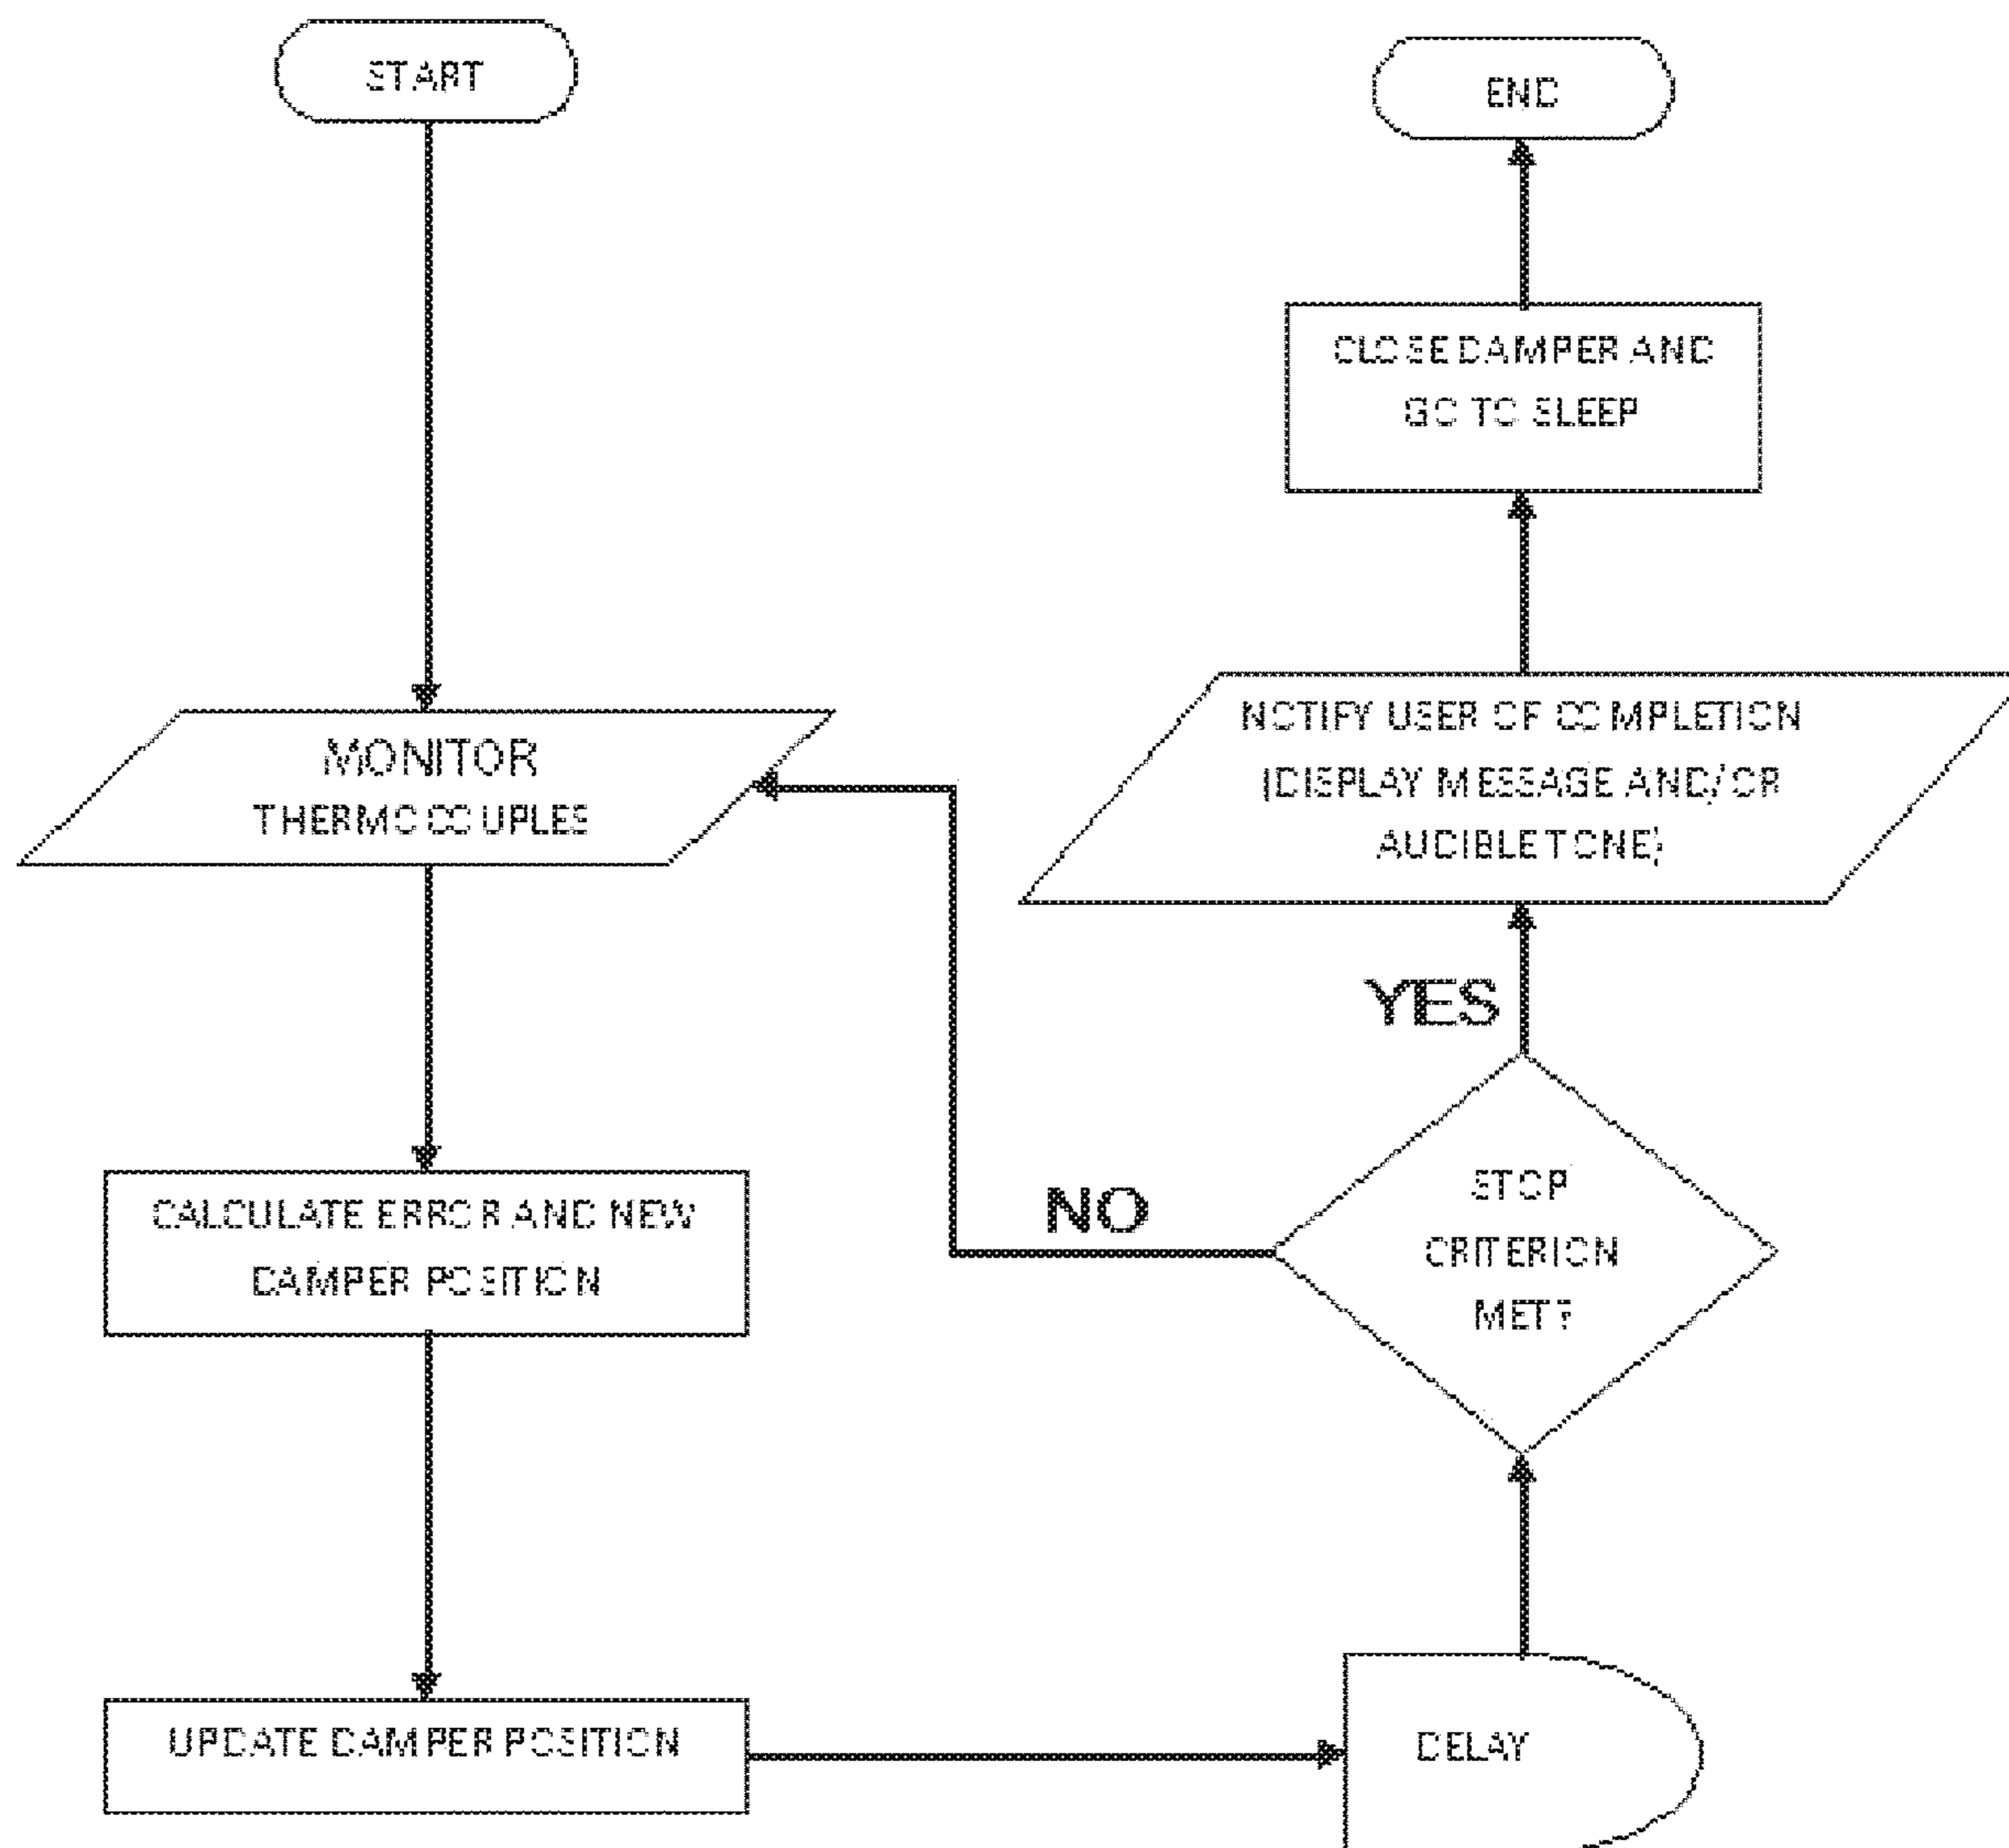 START
MONITOR
THERMOCOUPLES
CALCULATE ERROR AND NEW
DAMPER POSITION
UPDATE DAMPER POSITION
DELAY
STOP
CRITERION
MET?
NO
YES
NOTIFY USER OF COMPLETION
(DISPLAY MESSAGE AND/OR
AUDIBLE TONE)
CLOSE DAMPER AND
GO TO SLEEP
END